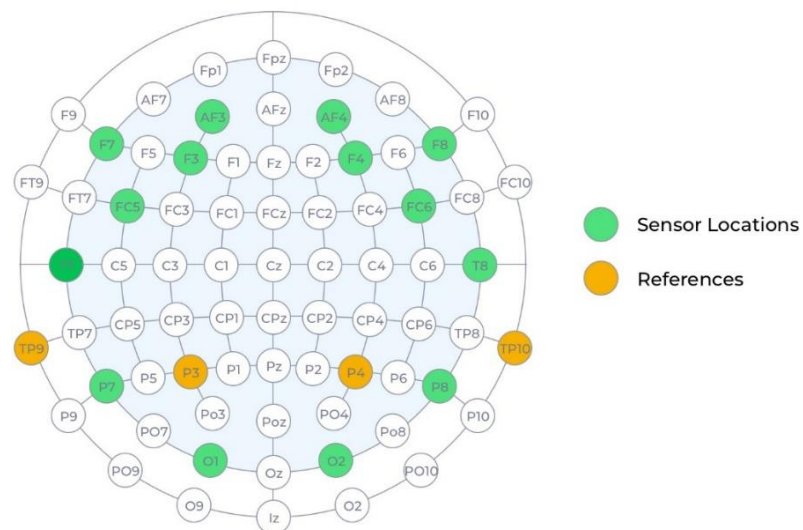 Fpz
Fp1 Fp2
AF7 AFz AF8
F9 AF3 AF4 F10
F7 F5 F3 F1 Fz F2 F4 F6 F8
FT9 FT7 FC5 FC3 FC1 FCz FC2 FC4 FC6 FC8 FC10
Sensor Locations
C5 C3 C1 Cz C2 C4 C6 T8
References
TP9 TP7 CP5 CP3 CP1 CPz CP2 CP4 CP6 TP8 TP10
P7 P5 P3 P1 Pz P2 P4 P6 P8
P9 Po3 Poz PO4 P10
PO7 Po8
PO9 O1 Oz O2 PO10
O9 Iz O2